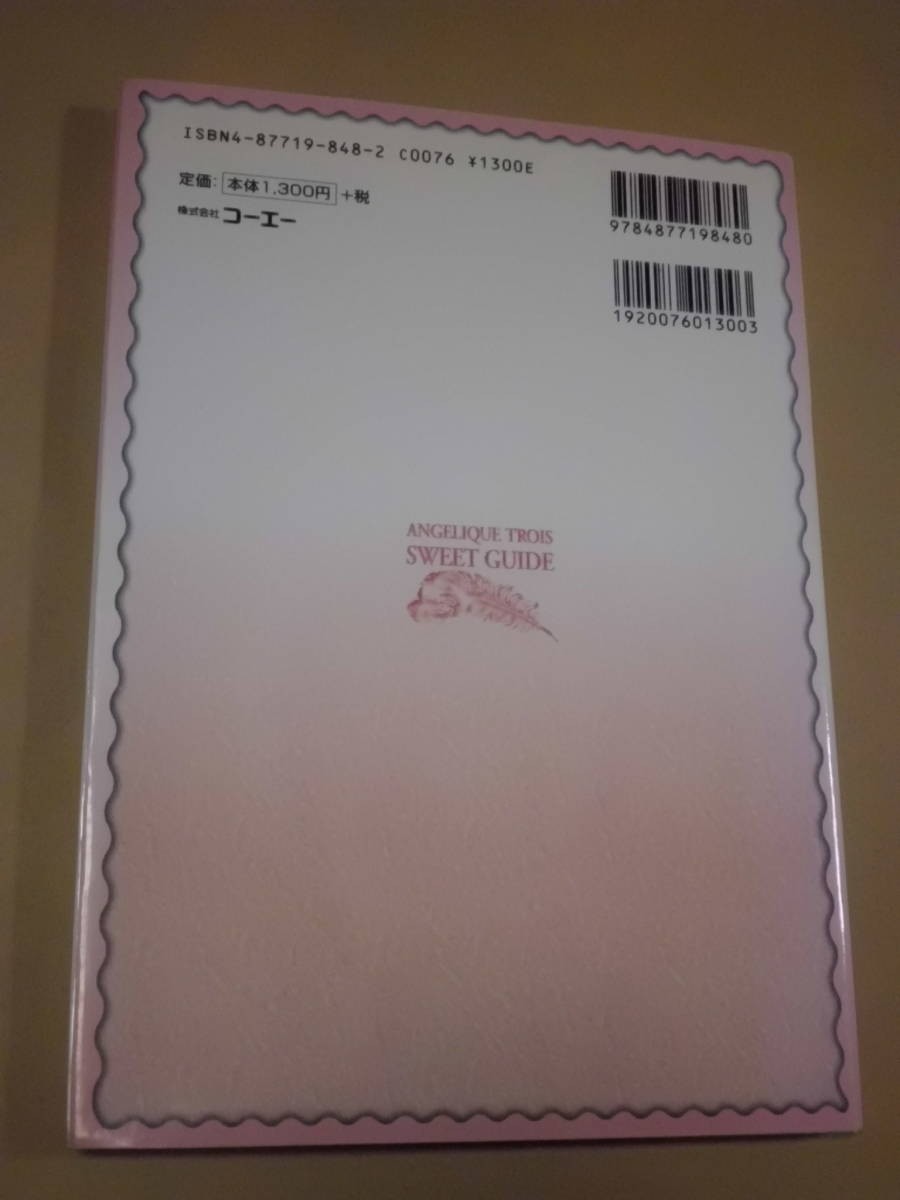 ISBN4-87719-848-2 C0076 ¥1300E
定価: 本体1,300円 +税
株式会社 コーエー
9784877198480
1920076013003
ANGELIQUE TROIS
SWEET GUIDE